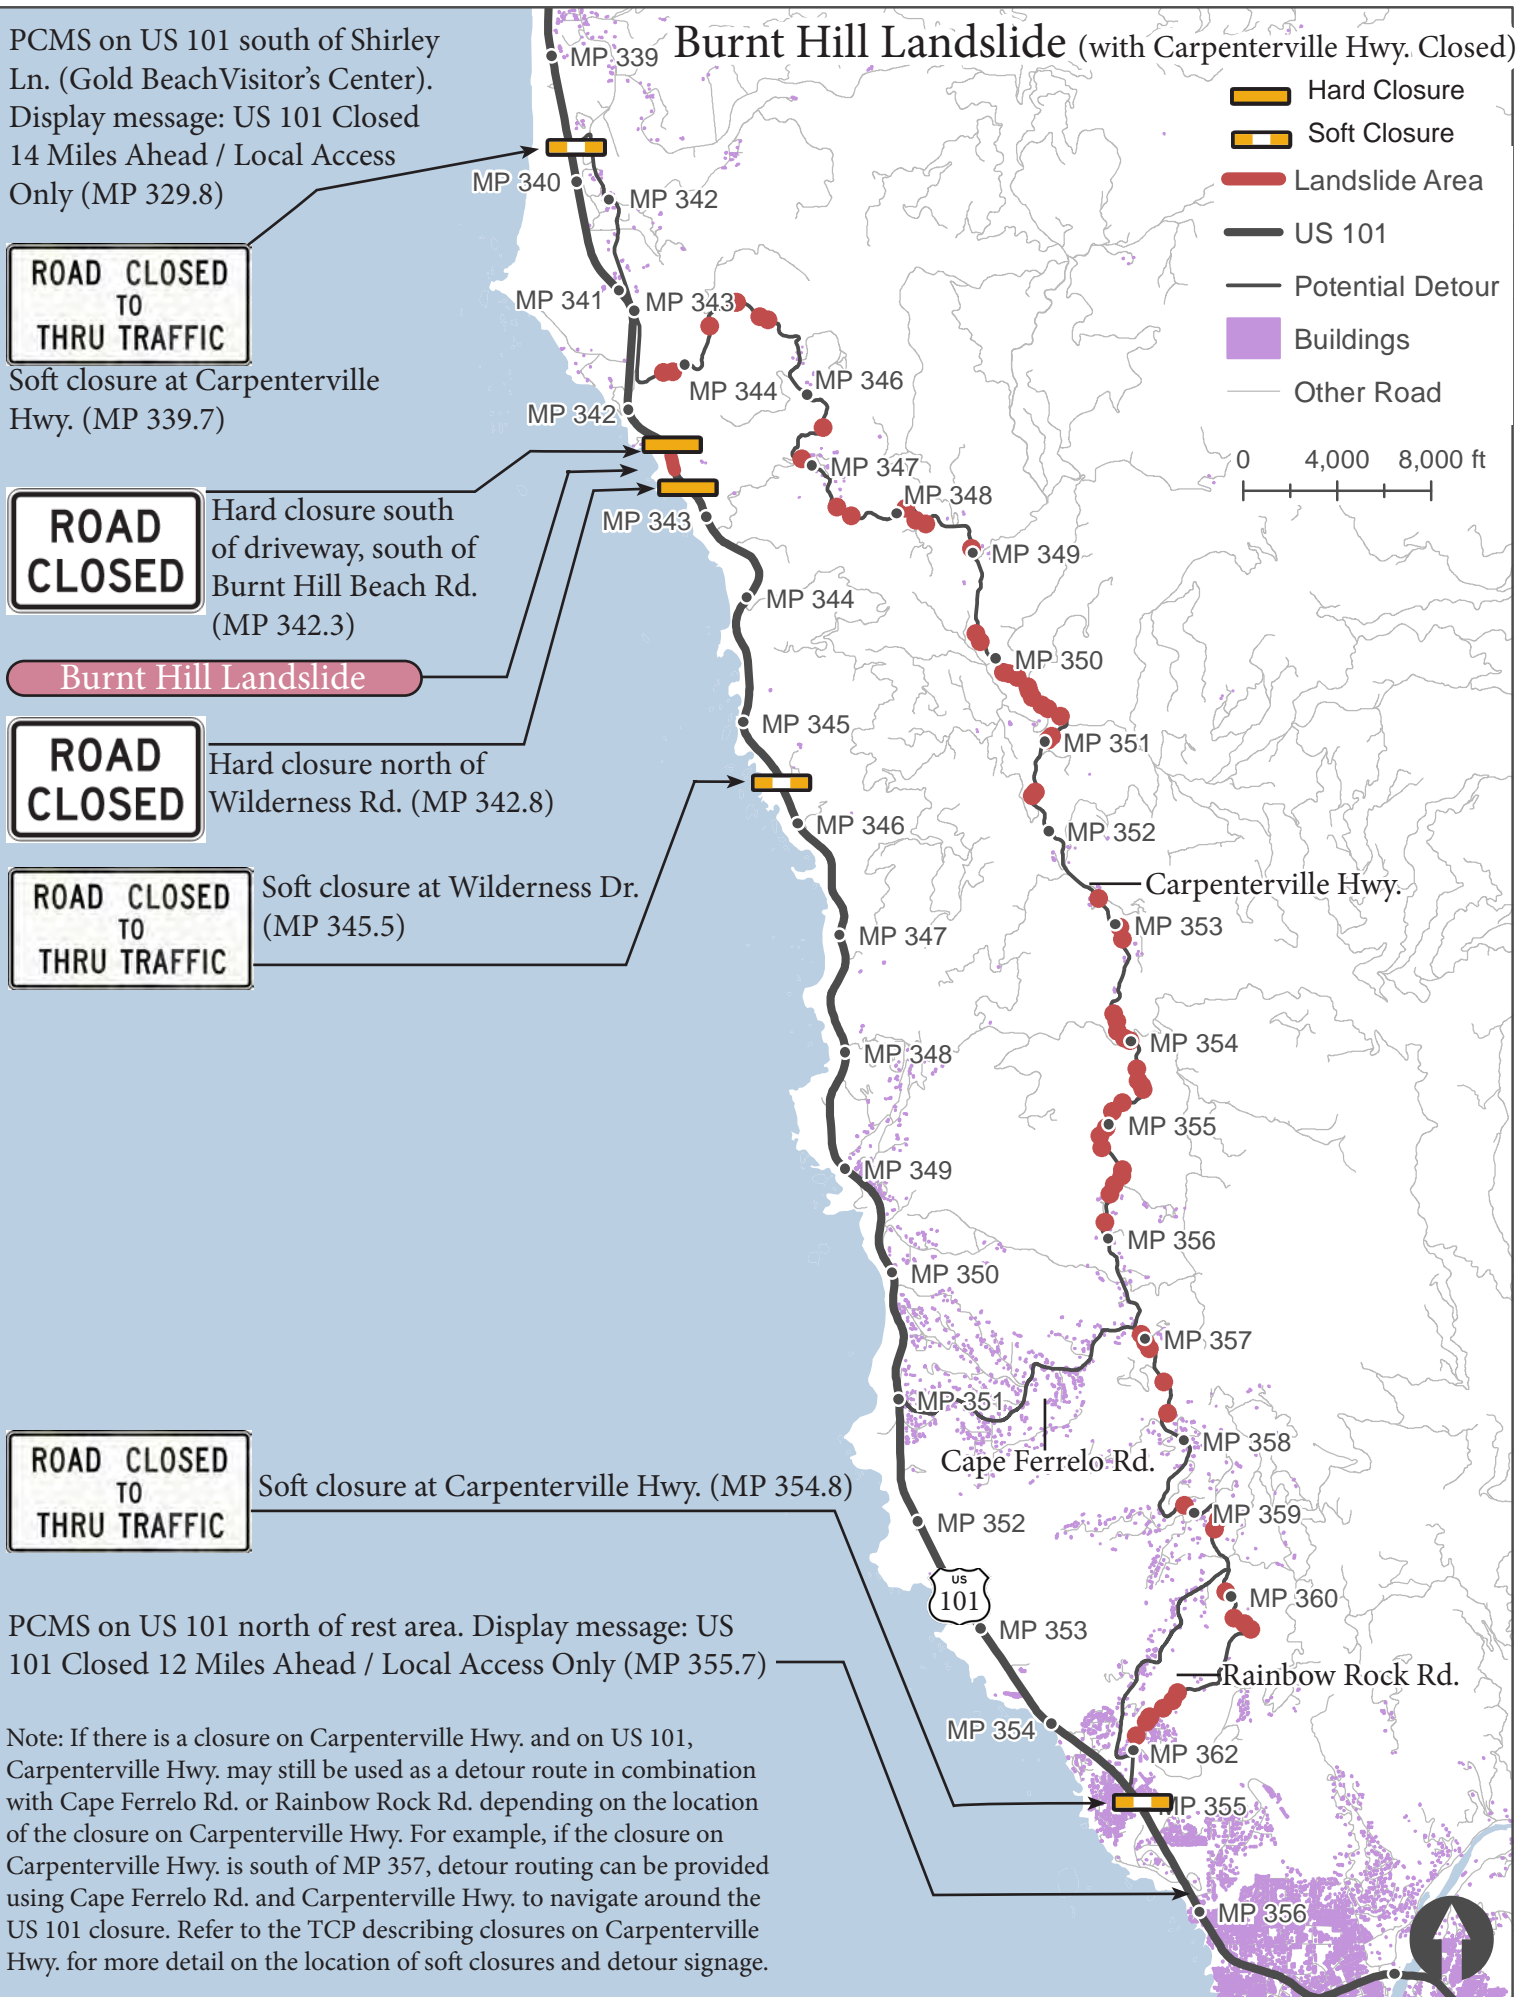 Burnt Hill Landslide (with Carpenterville Hwy. Closed)
PCMS on US 101 south of Shirley
Ln. (Gold BeachVisitor's Center).
Display message: US 101 Closed
14 Miles Ahead / Local Access
Only (MP 329.8)
ROAD CLOSED
TO
THRU TRAFFIC
Soft closure at Carpenterville
Hwy. (MP 339.7)
ROAD
CLOSED
Hard closure south
of driveway, south of
Burnt Hill Beach Rd.
(MP 342.3)
Burnt Hill Landslide
ROAD
CLOSED
Hard closure north of
Wilderness Rd. (MP 342.8)
ROAD CLOSED
TO
THRU TRAFFIC
Soft closure at Wilderness Dr.
(MP 345.5)
ROAD CLOSED
TO
THRU TRAFFIC
Soft closure at Carpenterville Hwy. (MP 354.8)
PCMS on US 101 north of rest area. Display message: US
101 Closed 12 Miles Ahead / Local Access Only (MP 355.7)
Note: If there is a closure on Carpenterville Hwy. and on US 101,
Carpenterville Hwy. may still be used as a detour route in combination
with Cape Ferrelo Rd. or Rainbow Rock Rd. depending on the location
of the closure on Carpenterville Hwy. For example, if the closure on
Carpenterville Hwy. is south of MP 357, detour routing can be provided
using Cape Ferrelo Rd. and Carpenterville Hwy. to navigate around the
US 101 closure. Refer to the TCP describing closures on Carpenterville
Hwy. for more detail on the location of soft closures and detour signage.
Hard Closure
Soft Closure
Landslide Area
US 101
Potential Detour
Buildings
Other Road
0 4,000 8,000 ft
MP 339
MP 340
MP 341
MP 342
MP 343
MP 344
MP 345
MP 346
MP 347
MP 348
MP 349
MP 350
MP 351
MP 352
US
101
MP 353
MP 354
MP 355
MP 356
MP 342
MP 343
MP 344
MP 346
MP 347
MP 348
MP 349
MP 350
MP 351
MP 352
Carpenterville Hwy.
MP 353
MP 354
MP 355
MP 356
MP 357
Cape Ferrelo Rd.
MP 358
MP 359
MP 360
Rainbow Rock Rd.
MP 362